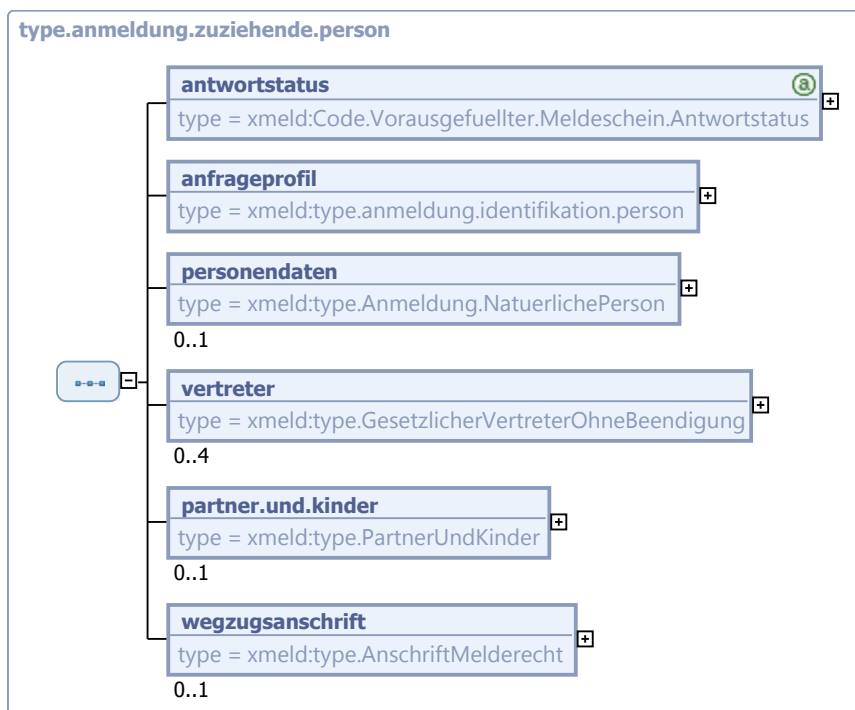 type.anmeldung.zuziehende.person
antwortstatus
a
type = xmeld:Code.Vorausgefuellter.Meldeschein.Antwortstatus
anfrageprofil
type = xmeld:type.anmeldung.identifikation.person
personendaten
type = xmeld:type.Anmeldung.NatuerlichePerson
0..1
vertreter
type = xmeld:type.GesetzlicherVertreterOhneBeendigung
0..4
partner.und.kinder
type = xmeld:type.PartnerUndKinder
0..1
wegzugsanschrift
type = xmeld:type.AnschriftMelderecht
0..1